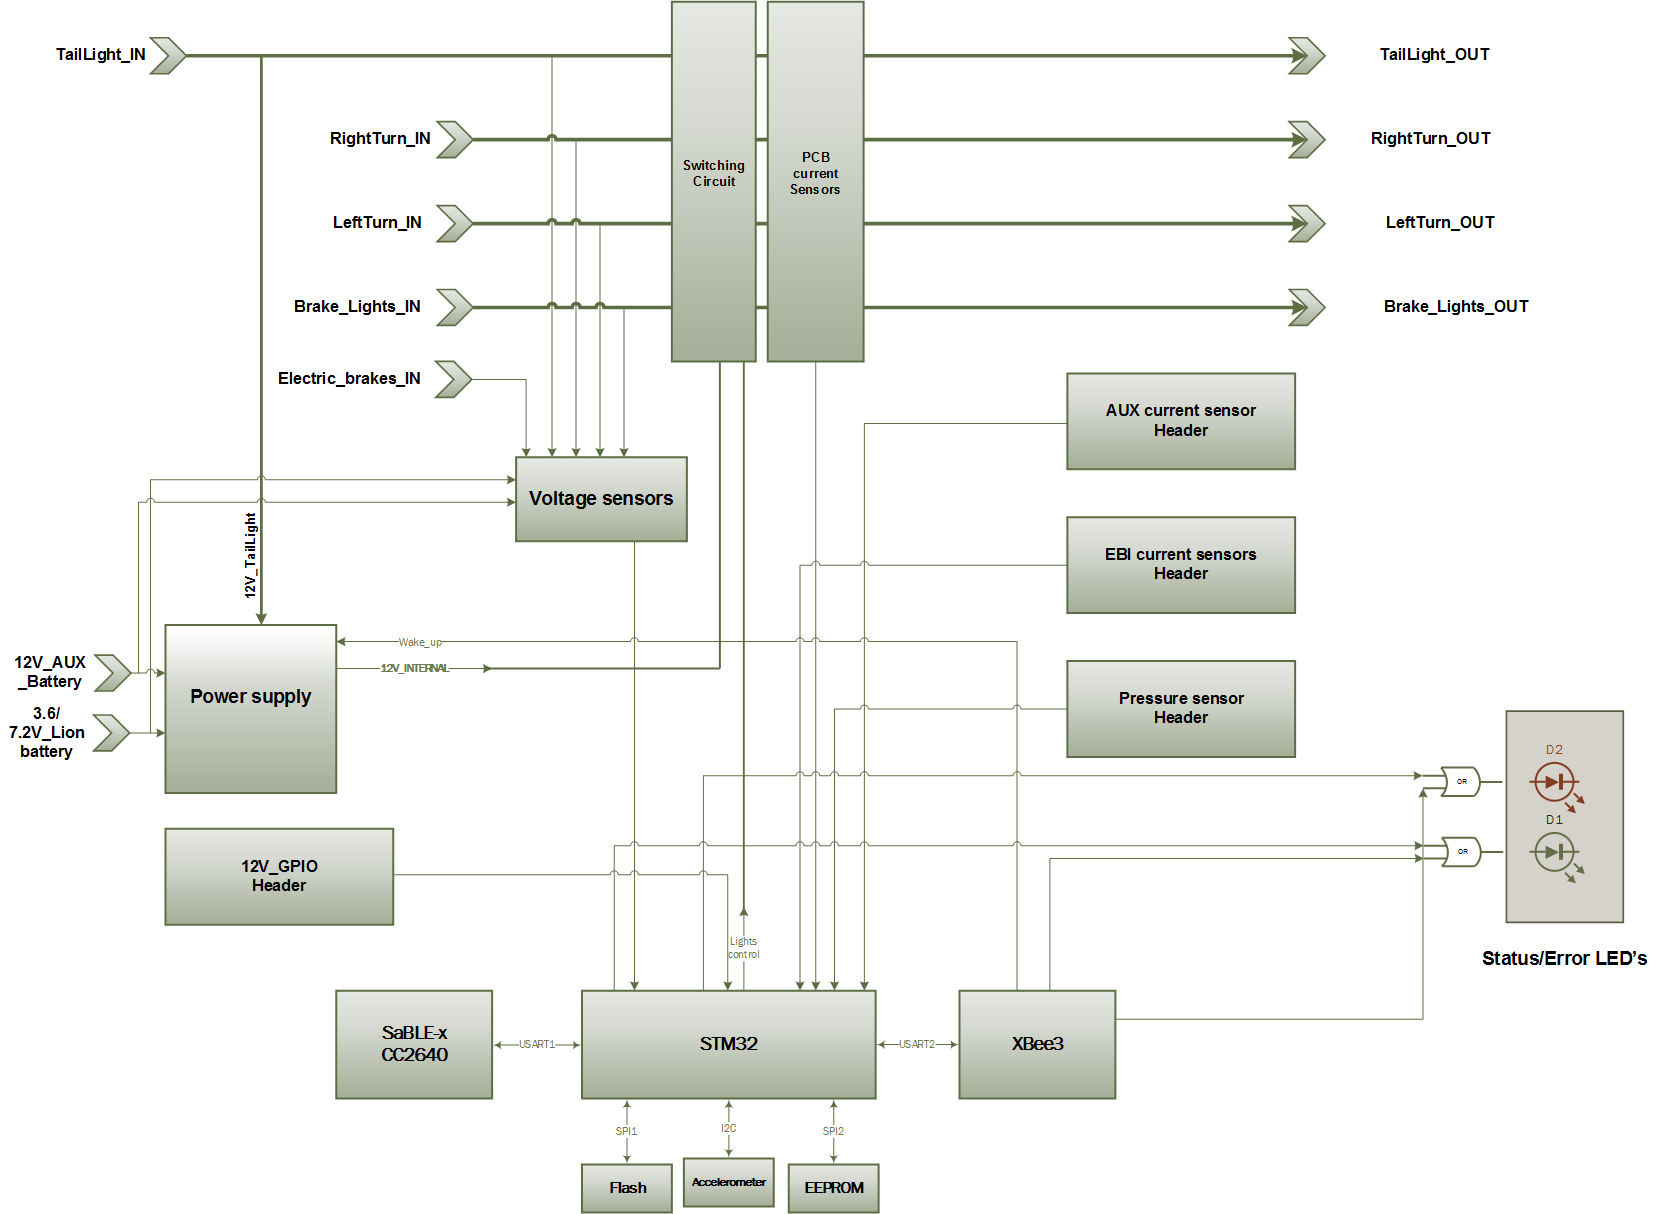 TailLight_IN
TailLight_OUT
RightTurn_IN
RightTurn_OUT
Switching
Circuit
PCB
current
Sensors
LeftTurn_IN
LeftTurn_OUT
Brake_Lights_IN
Brake_Lights_OUT
Electric_brakes_IN
AUX current sensor
Header
Voltage sensors
12V_TailLight
EBI current sensors
Header
Wake_up
12V_INTERNAL
12V_AUX
_Battery
Power supply
3.6/
7.2V_Lion
battery
Pressure sensor
Header
D2
OR
D1
OR
12V_GPIO
Header
Lights
control
Status/Error LED’s
SaBLE-x
CC2640
USART1
STM32
USART2
XBee3
SPI1
I2C
SPI2
Flash
Accelerometer
EEPROM